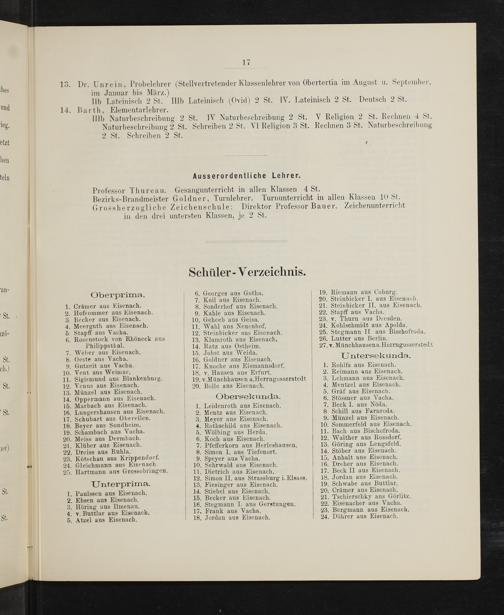 17
13. Dr. Unrein, Probelehrer (Stellvertretender Klassenlehrer von Obertertia im August u. September,
im Januar bis März.)
IIb Lateinisch 2 St. IIIb Lateinisch (Ovid) 2 St. IV. Lateinisch 2 St. Deutsch 2 St.
14. Barth, Elementarlehrer.
IIIb Naturbeschreibung 2 St. IV Naturbeschreibung 2 St. V Religion 2 St. Rechnen 4 St.
Naturbeschreibung 2 St. Schreiben 2 St. VI Religion 3 St. Rechnen 3 St. Naturbeschreibung
2 St. Schreiben 2 St.
Ausserordentliche Lehrer.
Professor Thureau. Gesangunterricht in allen Klassen 4 St.
Bezirks-Brandmeister Goldner, Turnlehrer. Turnunterricht in allen Klassen 10 St.
Grossherzogliche Zeichenschule: Direktor Professor Bauer. Zeichenunterricht
in den drei untersten Klassen, je 2 St.
Schüler-Verzeichnis.
Oberprima.
1. Crämer aus Eisenach.
2. Hofrommer aus Eisenach.
3. Recker aus Eisenach.
4. Meerguth aus Eisenach.
5. Stapff aus Vacha.
6. Rosenstock von Rhöneck aus
Philippstal.
7. Weber aus Eisenach.
8. Oeste aus Vacha.
9. Guttzeit aus Vacha.
10. Vent aus Weimar.
11. Sigismund aus Blankenburg.
12. Venus aus Eisenach.
13. Münzel aus Eisenach.
14. Oppermann aus Eisenach.
15. Marbach aus Eisenach.
16. Langershausen aus Eisenach.
17. Schubart aus Oberellen.
18. Beyer aus Sundheim.
19. Schambach aus Vacha.
20. Meiss aus Dermbach.
21. Klüber aus Eisenach.
22. Dreiss aus Ruhla.
23. Kötschau aus Krippendorf.
24. Gleichmann aus Eisenach
25. Hartmann aus Grossebringen.
Unterprima.
1. Paulssen aus Eisenach.
2. Ehsen aus Eisenach.
3. Höring aus Ilmenau.
4. v. Buttlar aus Eisenach.
5. Atzel aus Eisenach.
6. Georges aus Gotha.
7. Keil aus Eisenach.
8. Sonderhof aus Eisenach.
9. Kahle aus Eisenach.
10. Gebeeh aus Geisa.
11. Wahl aus Neuenhof.
12. Steinbicker aus Eisenach.
13. Klamroth aus Eisenach.
14. Ratz aus Ostheim.
15. Jobst aus Weida.
16. Goldner aus Eisenach.
17. Knoche aus Eismannsdorf.
18. v. Hausen aus Erfurt.
19. v. Münchhausen a. Herrngosserstedt
20. Bolle aus Eisenach.
Obersekunda.
1. Leidenroth aus Eisenach.
2. Mentz aus Eisenach.
3. Meyer aus Eisenach.
4. Rothschild aus Eisenach.
5. Wölbing aus Herda.
6. Koch aus Eisenach.
7. Pfefferkorn aus Herleshausen.
8. Simon I. aus Tiefenort.
9. Speyer aus Vacha.
10. Sehrwald aus Eisenach.
11. Dietrich aus Eisenach.
12. Simon II. aus Strassburg i. Elsass.
13. Fiesinger aus Eisenach.
14. Stiebel aus Eisenach.
15. Becker aus Eisenach.
16. Stegmann I. aus Gerstungen.
17. Frank aus Vacha.
18. Jordan aus Eisenach.
19. Riemann aus Coburg.
20. Steinbicker I. aus Eisenach.
21. Steinbicker II. aus Eisenach.
22. Stapff aus Vacha.
23. v. Thurn aus Dresden.
24. Kohlschmidt aus Apolda.
25. Stegmann II. aus Bischofroda.
26. Lutter aus Berlin.
27. v. Münchhausen a. Herrngosserstedt
Untersekunda.
1. Rohlfs aus Eisenach.
2. Reimann aus Eisenach.
3. Lehmann aus Eisenach.
4. Mentzel aus Eisenach.
5. Gräf aus Eisenach.
6. Stössner aus Vacha.
7. Beck I. aus Nöda.
8. Schill aus Farnroda.
9. Münzel aus Eisenach.
10. Sommerfeld aus Eisenach.
11. Bach aus Bischofroda.
12. Walther aus Rossdorf.
13. Göring aus Lengsfeld.
14. Stöber aus Eisenach.
15. Anhalt aus Eisenach.
16. Dreher aus Eisenach.
17. Beck II aus Eisenach.
18. Jordan aus Eisenach.
19. Schwabe aus Buttlar.
20. Crämer aus Eisenach.
21. Tschierschky aus Görlitz.
22. Eisenacher aus Vacha.
23. Bergmann aus Eisenach.
24. Döhrer aus Eisenach.